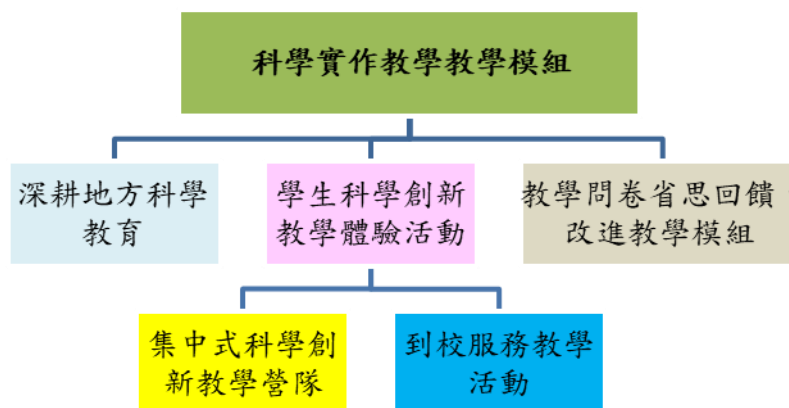 科學實作教學教學模組
深耕地方科學
教育
學生科學創新
教學體驗活動
教學問卷省思回饋，
改進教學模組
集中式科學創
新教學營隊
到校服務教學
活動